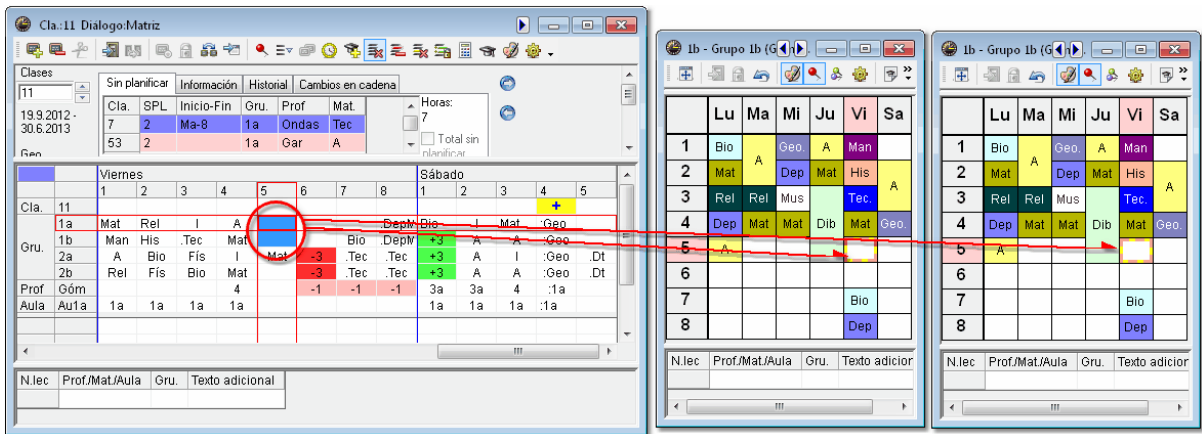 Cla.:11 Diálogo:Matriz
Clases
11
19.9.2012 -
30.6.2013
Geo
Sin planificar Información Historial Cambios en cadena
Cla. SPL Inicio-Fin Gru. Prof Mat.
7 2 Ma-8 1a Ondas Tec
53 2 1a Gar A
Horas:
7
Total sin
planificar
Viernes Sábado
1 2 3 4 5 6 7 8 1 2 3 4 5
Cla. 11 +
Gru.
1a Mat Rel I A .DepM Bio I Mat :Geo
1b Man His .Tec Mat Bio .DepM +3 A A :Geo
2a A Bio Fís I Mat -3 .Tec .Tec +3 A I :Geo .Dt
2b Rel Fís Bio Mat -3 .Tec .Tec +3 A A :Geo .Dt
Prof Góm 4 -1 -1 -1 3a 3a 4 :1a
Aula Au1a 1a 1a 1a 1a 1a 1a 1a :1a
N.lec Prof./Mat./Aula Gru. Texto adicional
1b - Grupo 1b (G
Lu Ma Mi Ju Vi Sa
1 Bio A Geo. A Man
2 Mat Dep Mat His A
3 Rel Rel Mus Tec.
4 Dep Mat Mat Dib Mat Geo.
5 A
6
7 Bio
8 Dep
N.lec Prof./Mat./Aula Gru. Texto adicior
1b - Grupo 1b (G
Lu Ma Mi Ju Vi Sa
1 Bio A Geo. A Man
2 Mat Dep Mat His A
3 Rel Rel Mus Tec.
4 Dep Mat Mat Dib Mat Geo.
5 A
6
7 Bio
8 Dep
N.lec Prof./Mat./Aula Gru. Texto adicior